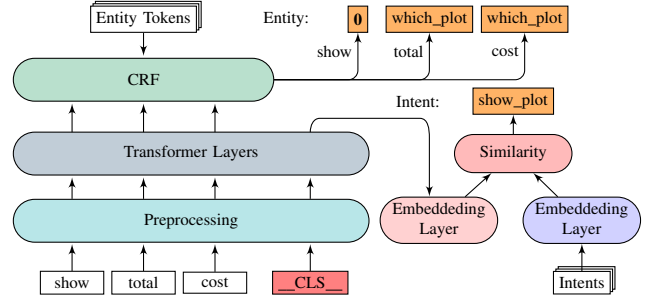 Entity Tokens
Entity:
0
which_plot
which_plot
show
total
cost
CRF
Intent:
show_plot
Transformer Layers
Similarity
Preprocessing
Embeddeding
Layer
Embeddeding
Layer
show
total
cost
__CLS__
Intents